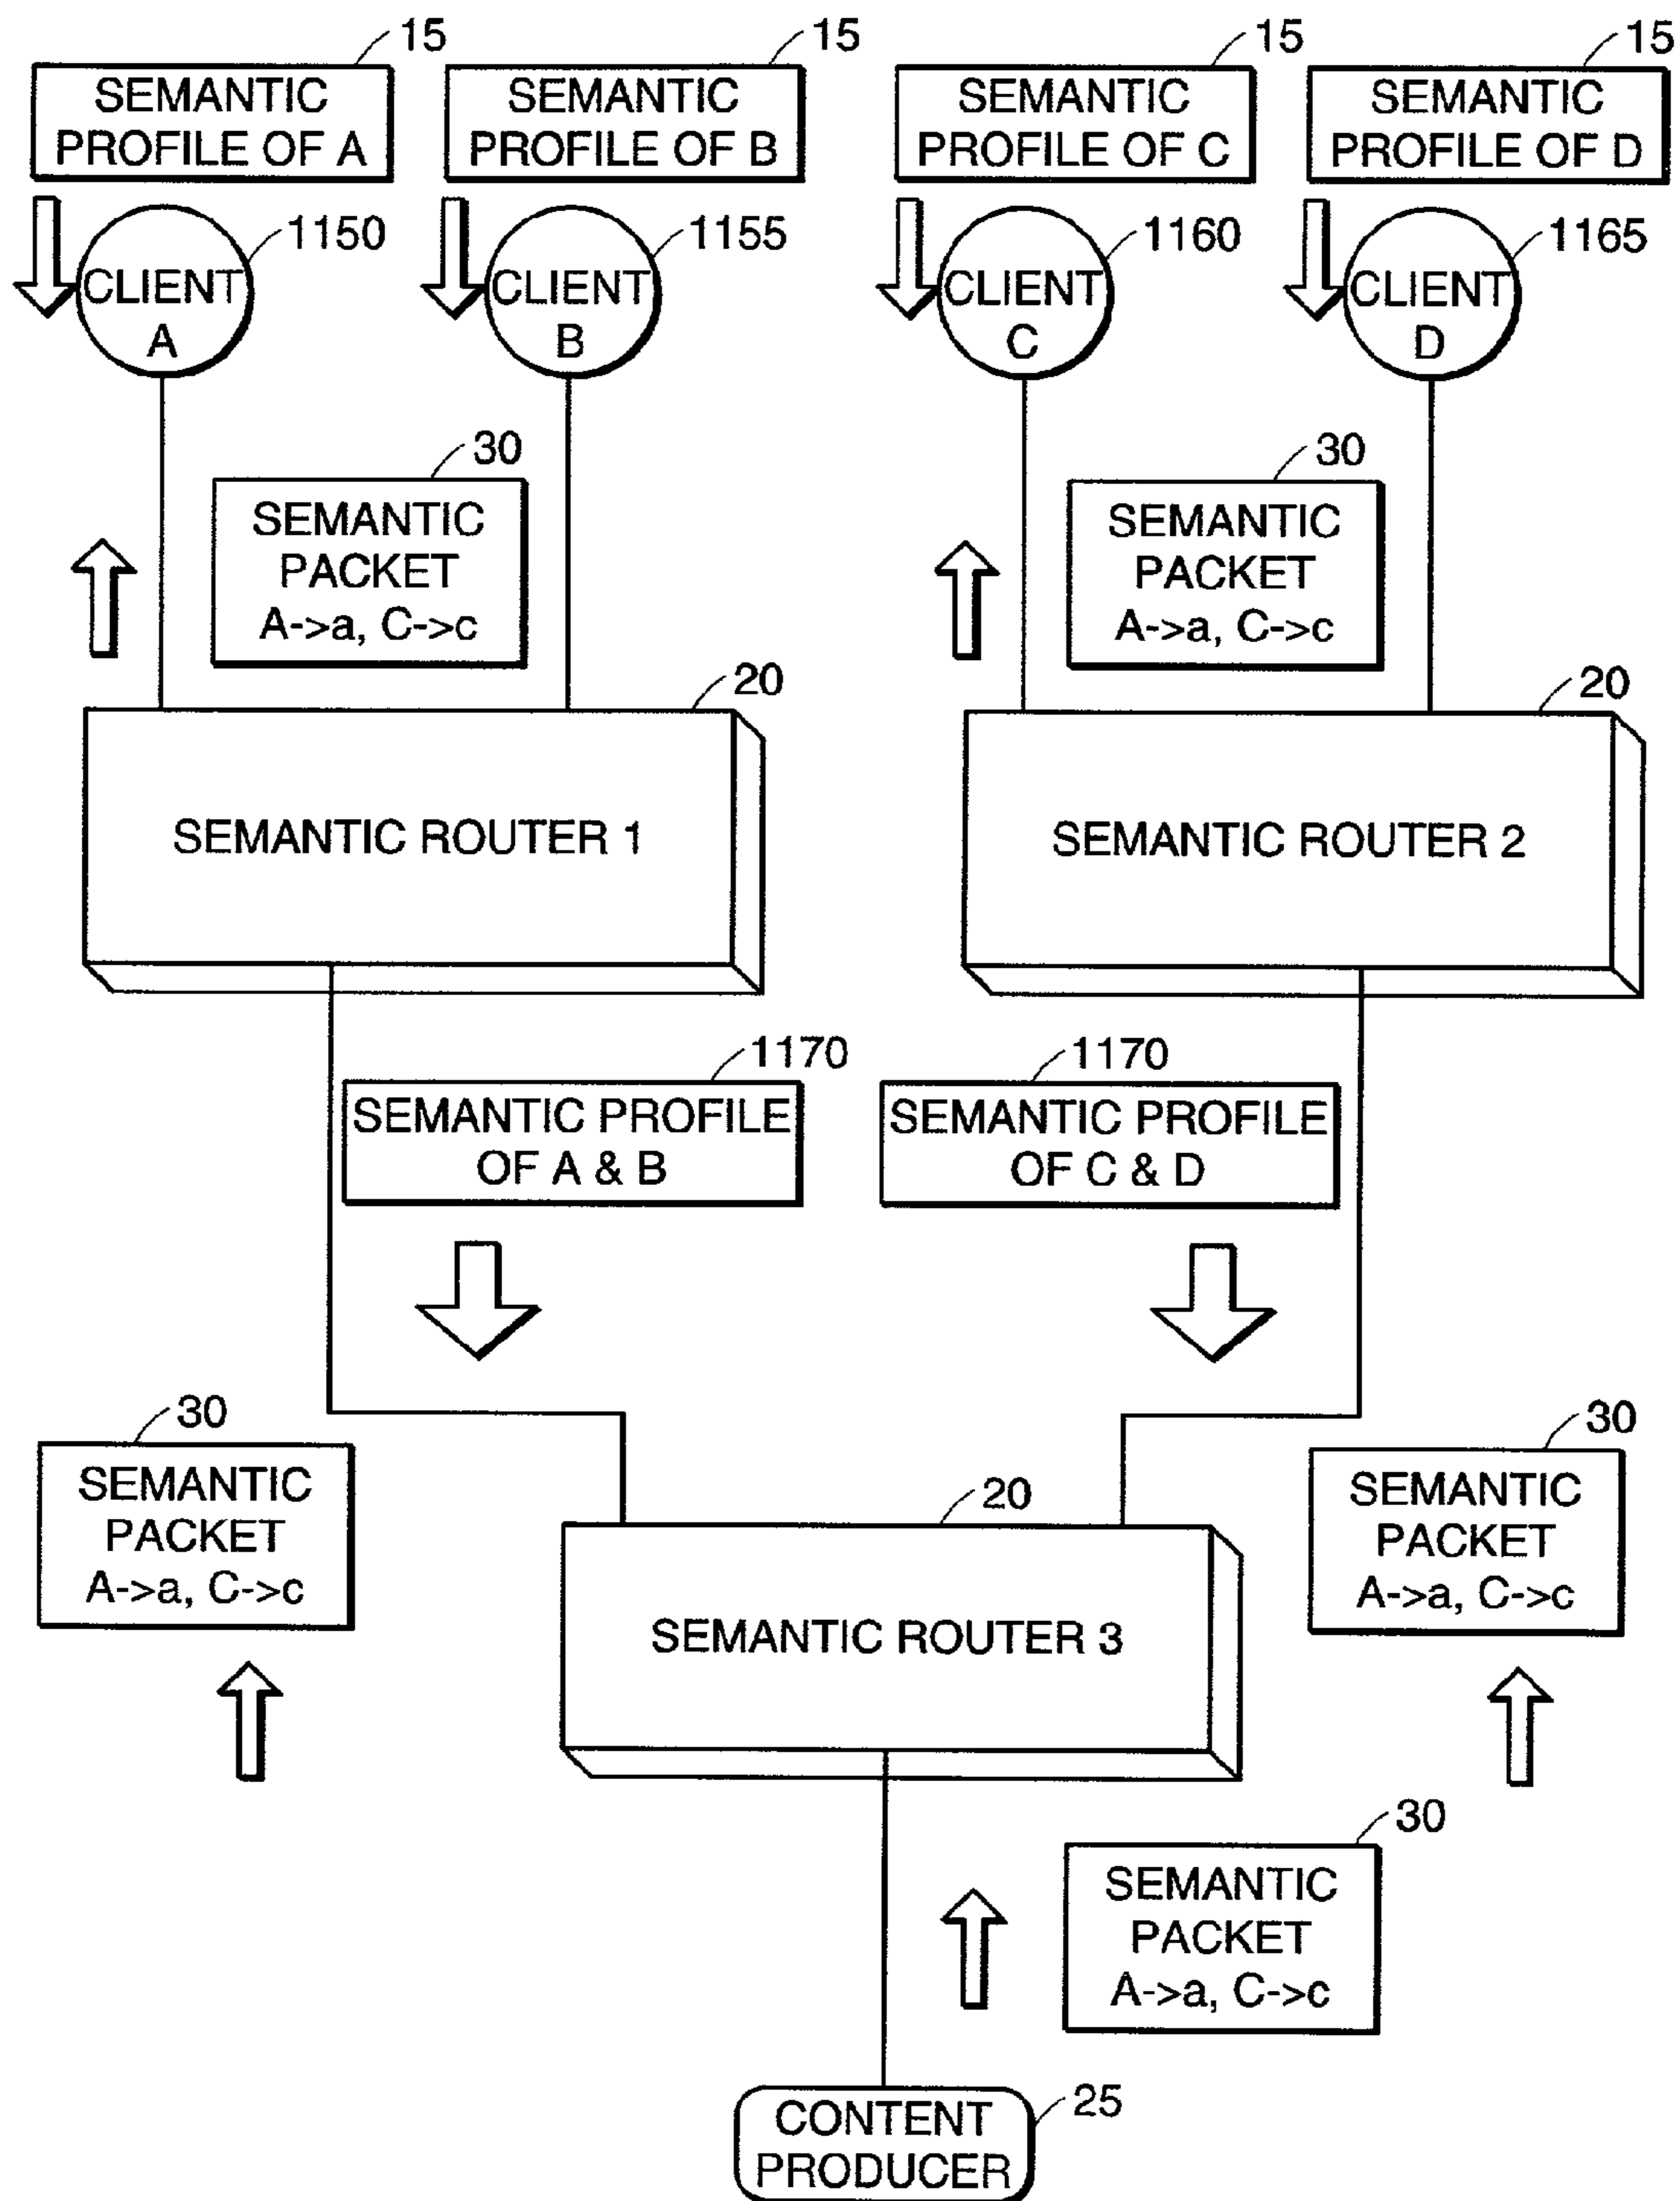 15
15
15
15
SEMANTIC
PROFILE OF A
SEMANTIC
PROFILE OF B
SEMANTIC
PROFILE OF C
SEMANTIC
PROFILE OF D
1150
1155
1160
1165
CLIENT
A
CLIENT
B
CLIENT
C
CLIENT
D
30
SEMANTIC
PACKET
A->a, C->c
30
SEMANTIC
PACKET
A->a, C->c
20
SEMANTIC ROUTER 1
20
SEMANTIC ROUTER 2
1170
SEMANTIC PROFILE
OF A & B
1170
SEMANTIC PROFILE
OF C & D
30
SEMANTIC
PACKET
A->a, C->c
30
SEMANTIC
PACKET
A->a, C->c
20
SEMANTIC ROUTER 3
30
SEMANTIC
PACKET
A->a, C->c
25
CONTENT
PRODUCER